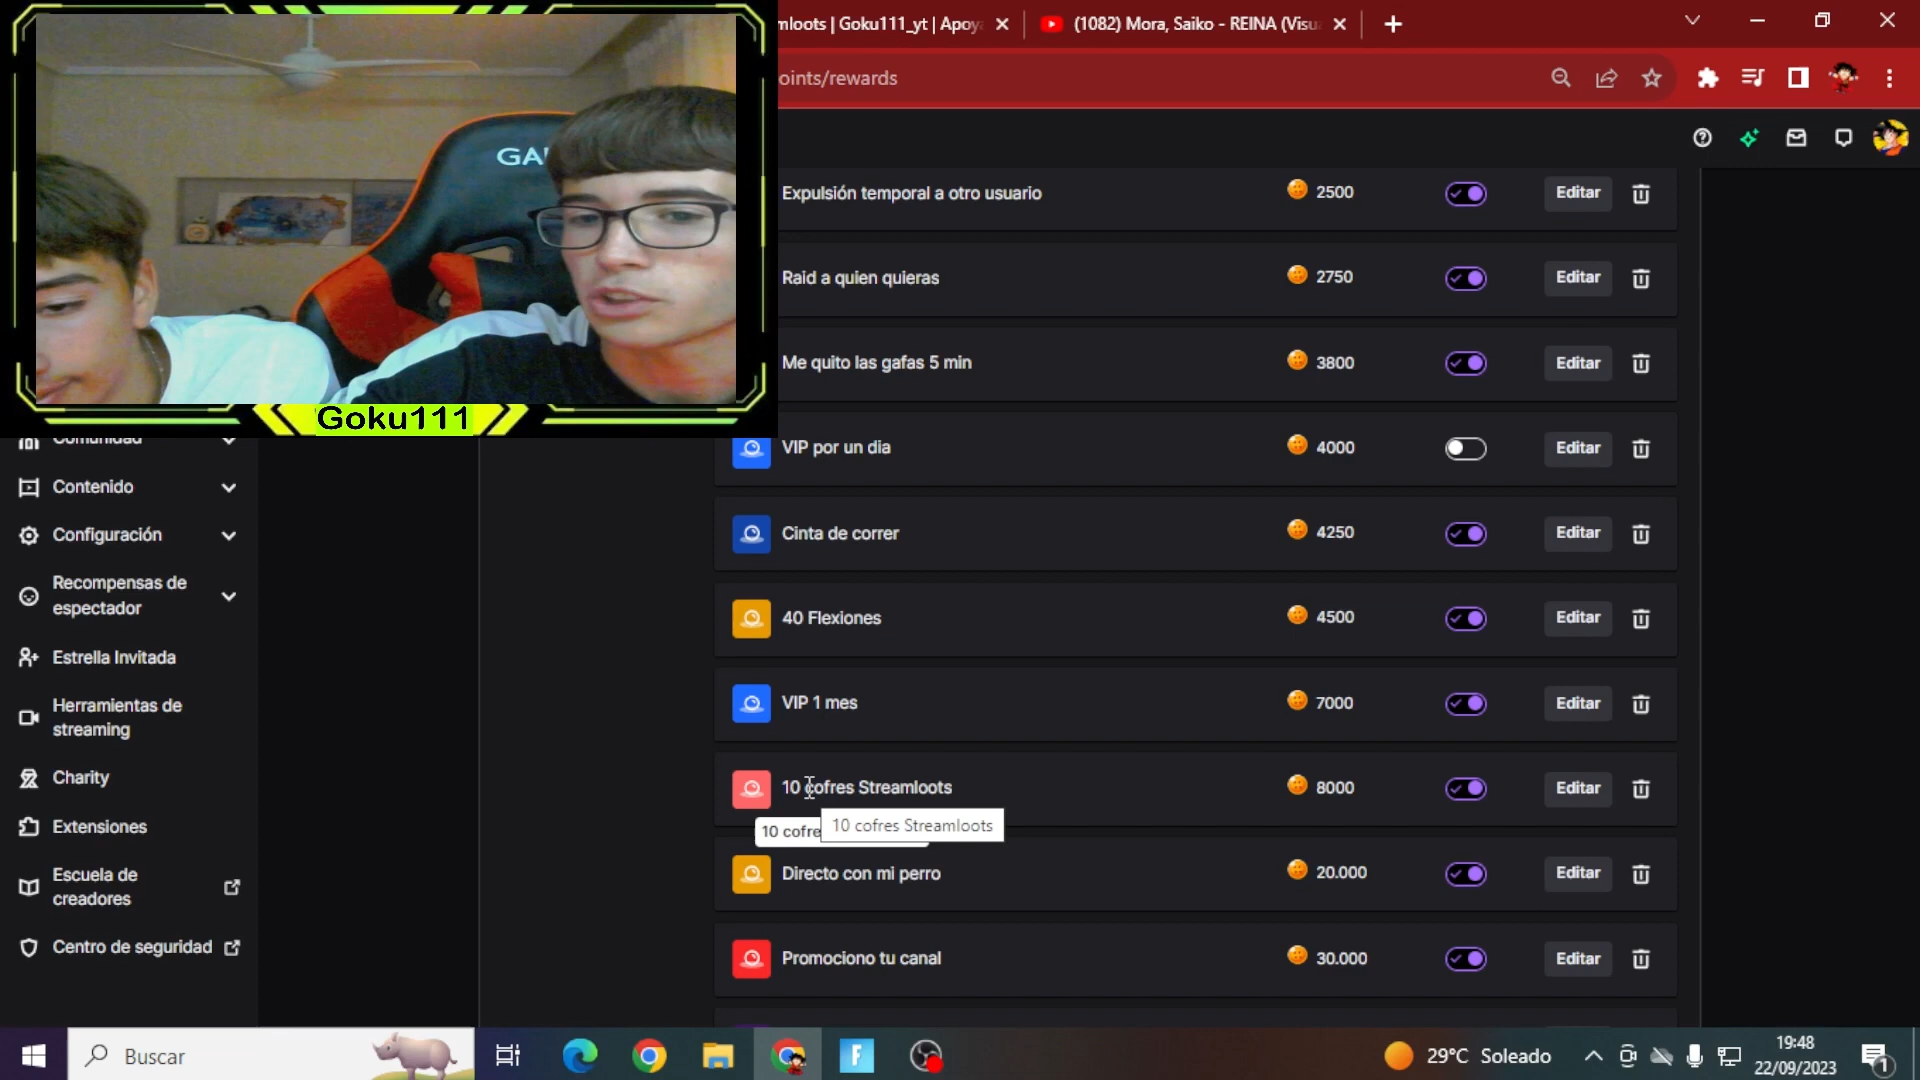 mloots | Goku111_yt | Apoy
(1082) Mora, Saiko - REINA (Visu
oints/rewards
GA
Goku111
Expulsión temporal a otro usuario
2500
Editar
Raid a quien quieras
2750
Editar
Me quito las gafas 5 min
3800
Editar
VIP por un dia
4000
Editar
Cinta de correr
4250
Editar
40 Flexiones
4500
Editar
VIP 1 mes
7000
Editar
10 cofres Streamloots
8000
Editar
10 cofre
10 cofres Streamloots
Directo con mi perro
20.000
Editar
Promociono tu canal
30.000
Editar
Comunidad
Contenido
Configuración
Recompensas de
espectador
Estrella Invitada
Herramientas de
streaming
Charity
Extensiones
Escuela de
creadores
Centro de seguridad
Buscar
29°C Soleado
19:48
22/09/2023
1